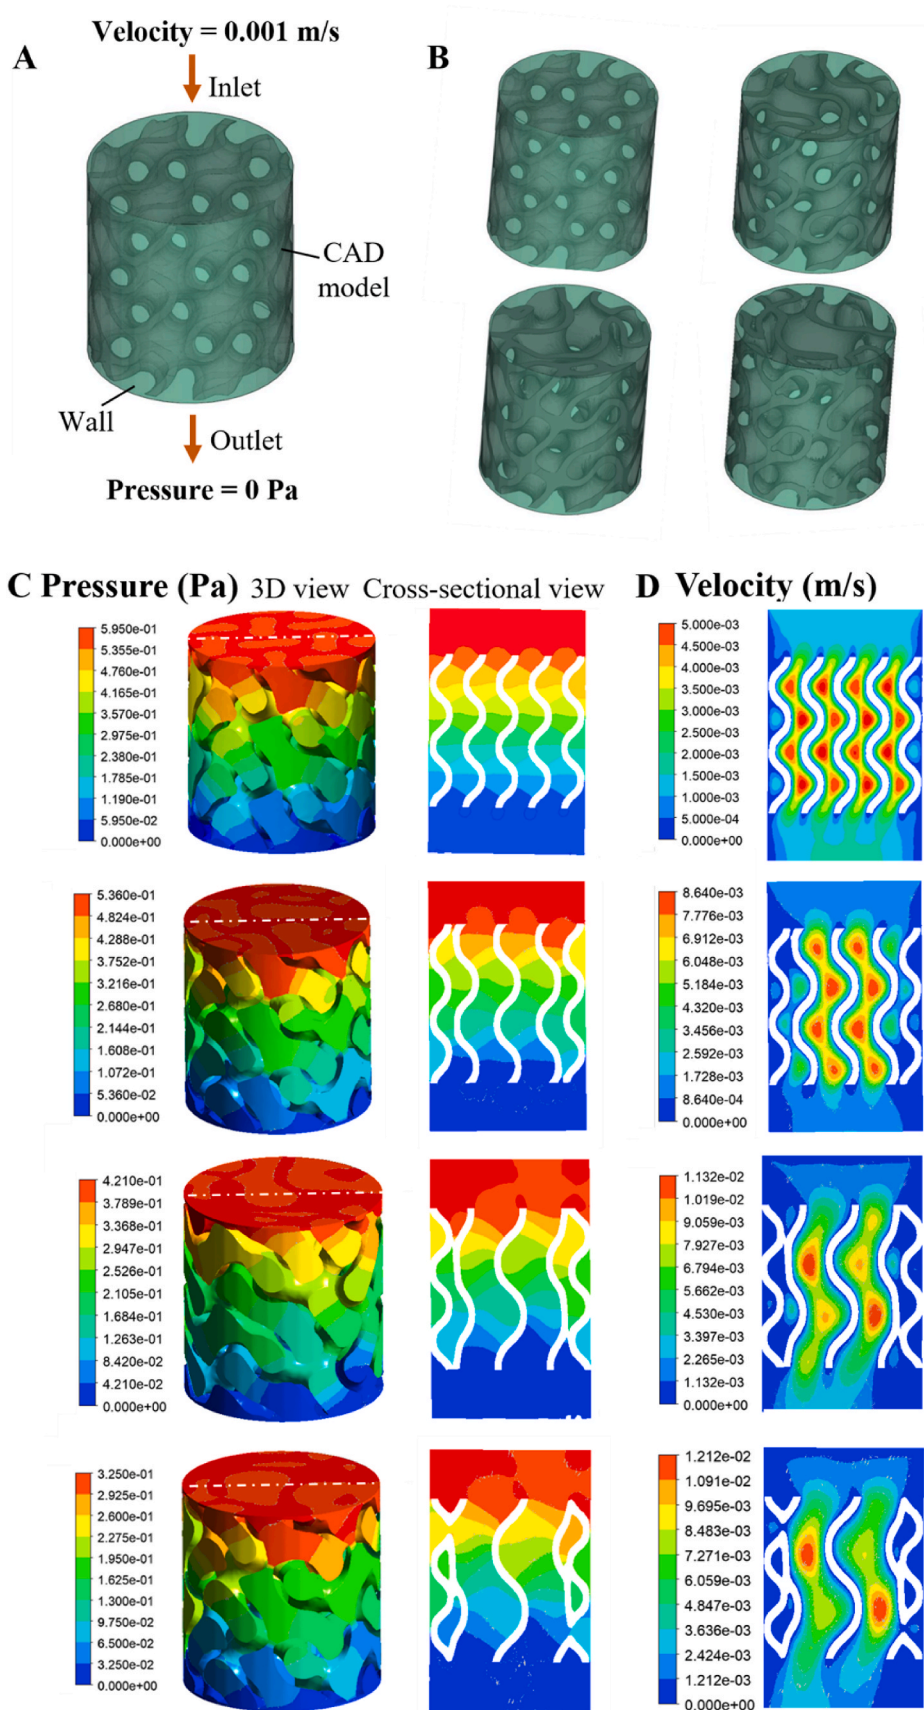 Velocity = 0.001 m/s
A
Inlet
CAD
model
Wall
Outlet
Pressure = 0 Pa
B
C Pressure (Pa) 3D view Cross-sectional view
D Velocity (m/s)
5.950e-01
5.355e-01
4.760e-01
4.165e-01
3.570e-01
2.975e-01
2.380e-01
1.785e-01
1.190e-01
5.950e-02
0.000e+00
5.000e-03
4.500e-03
4.000e-03
3.500e-03
3.000e-03
2.500e-03
2.000e-03
1.500e-03
1.000e-03
5.000e-04
0.000e+00
5.360e-01
4.824e-01
4.288e-01
3.752e-01
3.216e-01
2.680e-01
2.144e-01
1.608e-01
1.072e-01
5.360e-02
0.000e+00
8.640e-03
7.776e-03
6.912e-03
6.048e-03
5.184e-03
4.320e-03
3.456e-03
2.592e-03
1.728e-03
8.640e-04
0.000e+00
4.210e-01
3.789e-01
3.368e-01
2.947e-01
2.526e-01
2.105e-01
1.684e-01
1.263e-01
8.420e-02
4.210e-02
0.000e+00
1.132e-02
1.019e-02
9.059e-03
7.927e-03
6.794e-03
5.662e-03
4.530e-03
3.397e-03
2.265e-03
1.132e-03
0.000e+00
3.250e-01
2.925e-01
2.600e-01
2.275e-01
1.950e-01
1.625e-01
1.300e-01
9.750e-02
6.500e-02
3.250e-02
0.000e+00
1.212e-02
1.091e-02
9.695e-03
8.483e-03
7.271e-03
6.059e-03
4.847e-03
3.636e-03
2.424e-03
1.212e-03
0.000e+00